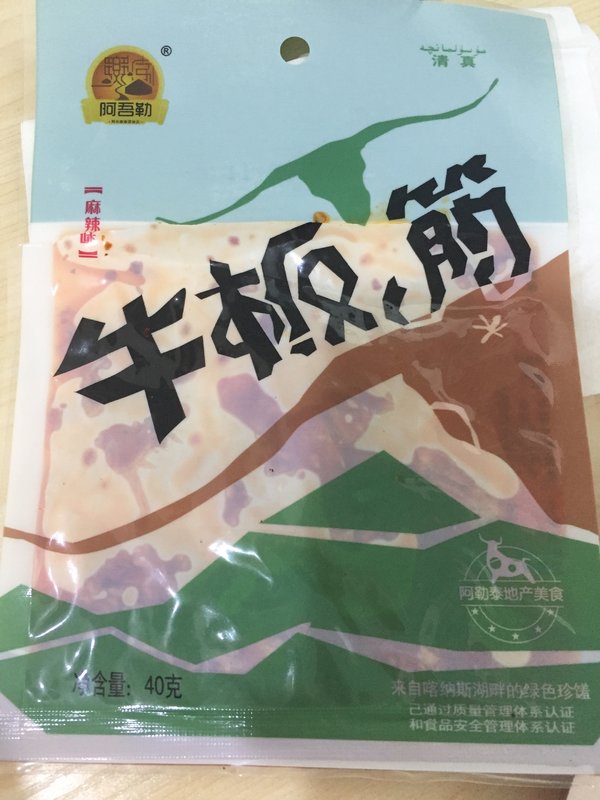 ®
مۇسۇلمانچە
清真
阿吾勒
【麻辣味】
牛板筋
阿勒泰地产美食
净含量：40克
来自喀纳斯湖畔的绿色珍馐
已通过质量管理体系认证
和食品安全管理体系认证